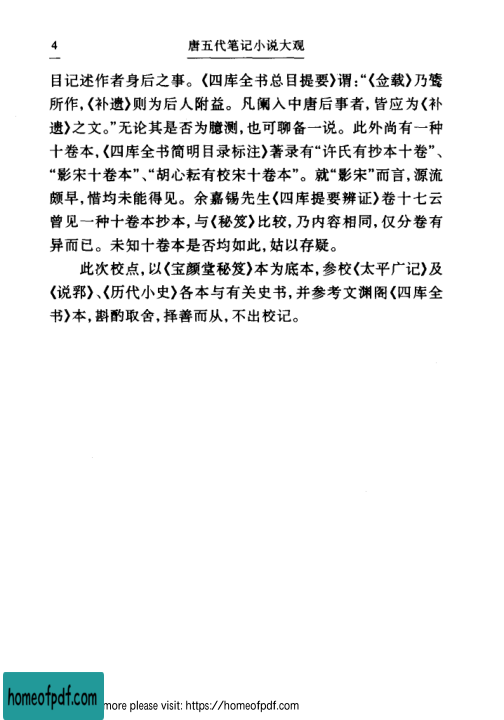 4 唐五代笔记小说大观
目记述作者身后之事。《四库全书总目提要》谓:“《佥载》乃鷟
所作,《补遗》则为后人附益。凡阑入中唐后事者,皆应为《补
遗》之文。”无论其是否为臆测,也可聊备一说。此外尚有一种
十卷本,《四库全书简明目录标注》著录有“许氏有抄本十卷”、
“影宋十卷本”、“胡心耘有校宋十卷本”。就“影宋”而言,源流
颇早,惜均未能得见。余嘉锡先生《四库提要辨证》卷十七云
曾见一种十卷本抄本,与《秘笈》比较,乃内容相同,仅分卷有
异而已。未知十卷本是否均如此,姑以存疑。
此次校点,以《宝颜堂秘笈》本为底本,参校《太平广记》及
《说郛》、《历代小史》各本与有关史书,并参考文渊阁《四库全
书》本,斟酌取舍,择善而从,不出校记。
homeofpdf.com more please visit: https://homeofpdf.com